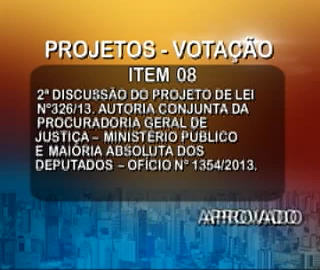 PROJETOS - VOTAÇÃO
ITEM 08
2ª DISCUSSÃO DO PROJETO DE LEI
Nº326/13. AUTORIA CONJUNTA DA
PROCURADORIA GERAL DE
JUSTIÇA – MINISTÉRIO PÚBLICO
E MAIORIA ABSOLUTA DOS
DEPUTADOS – OFÍCIO Nº 1354/2013.
APROVADO